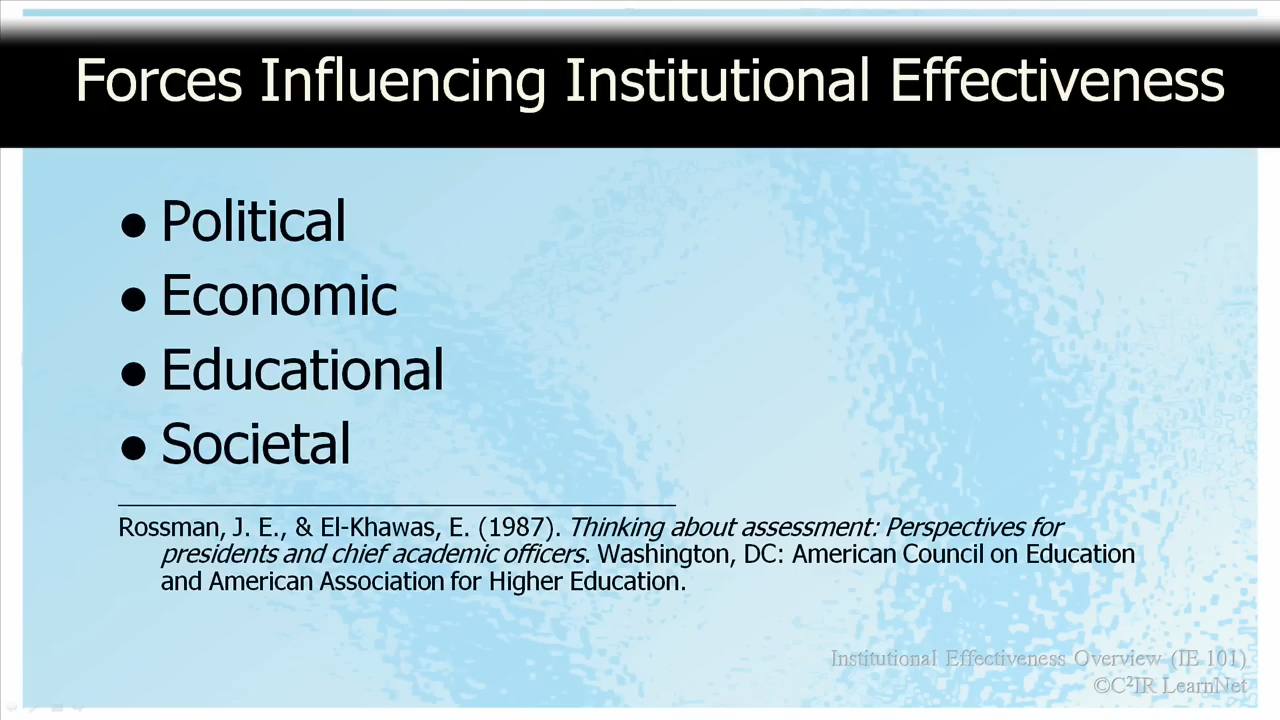 Forces Influencing Institutional Effectiveness
● Political
● Economic
● Educational
● Societal
Rossman, J. E., & El-Khawas, E. (1987). Thinking about assessment: Perspectives for
presidents and chief academic officers. Washington, DC: American Council on Education
and American Association for Higher Education.
Institutional Effectiveness Overview (IE 101)
©C²IR LearnNet